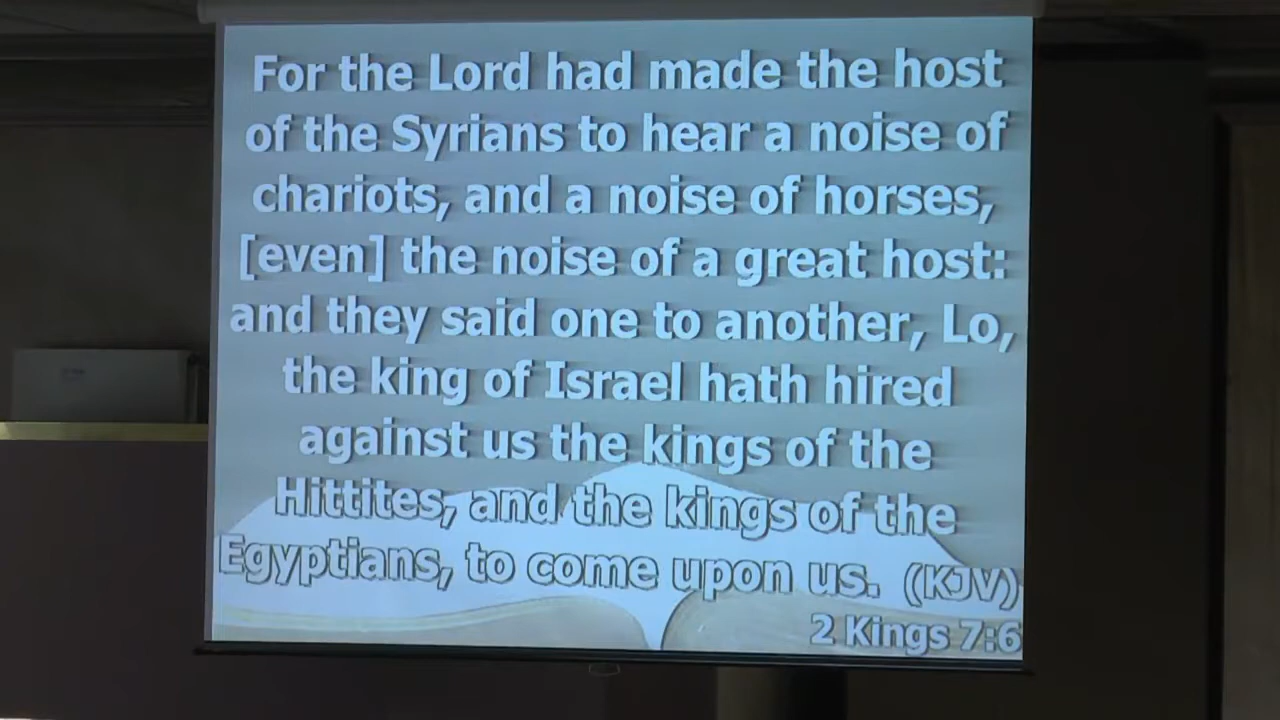 For the Lord had made the host
of the Syrians to hear a noise of
chariots, and a noise of horses,
[even] the noise of a great host:
and they said one to another, Lo,
the king of Israel hath hired
against us the kings of the
Hittites, and the kings of the
Egyptians, to come upon us. (KJV)
2 Kings 7:6